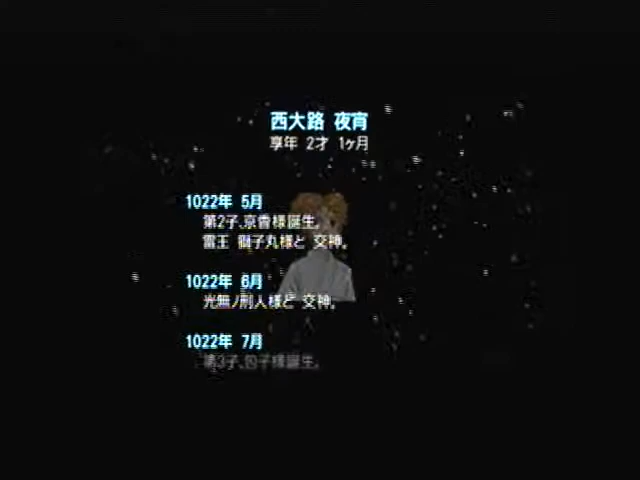 西大路 夜宵
享年 2才 1ヶ月
1022年 5月
第2子、京香様誕生。
雷王 獅子丸様と 交神。
1022年 6月
光無ノ刑人様と 交神。
1022年 7月
第3子、包子様誕生。